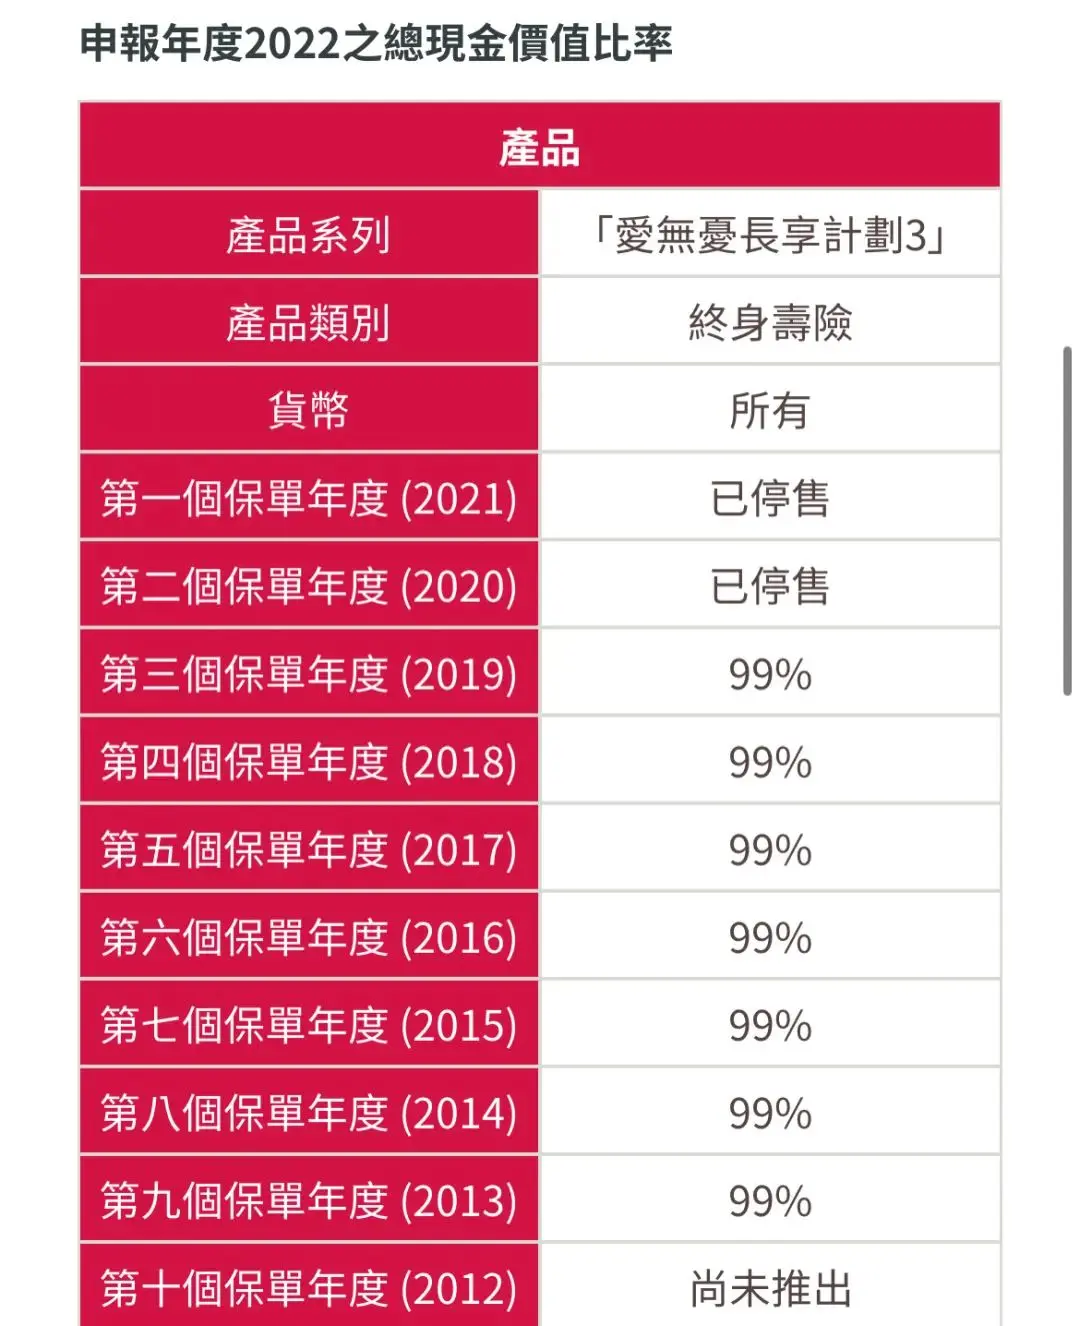 申報年度2022之總現金價值比率
產品
產品系列 「愛無憂長享計劃3」
產品類別 終身壽險
貨幣 所有
第一個保單年度 (2021) 已停售
第二個保單年度 (2020) 已停售
第三個保單年度 (2019) 99%
第四個保單年度 (2018) 99%
第五個保單年度 (2017) 99%
第六個保單年度 (2016) 99%
第七個保單年度 (2015) 99%
第八個保單年度 (2014) 99%
第九個保單年度 (2013) 99%
第十個保單年度 (2012) 尚未推出